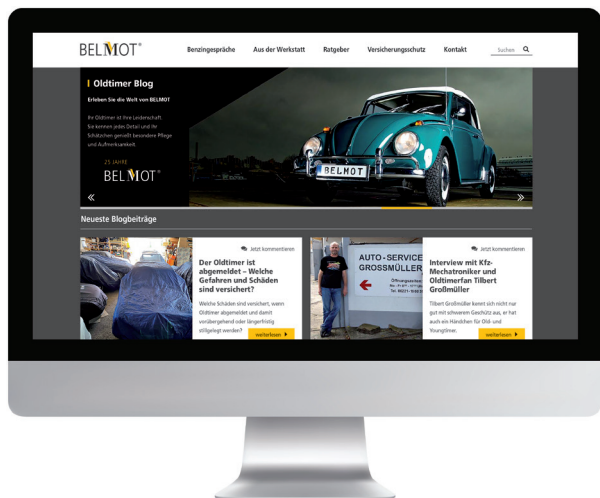 BELMOT®
Benzingespräche
Aus der Werkstatt
Ratgeber
Versicherungsschutz
Kontakt
Suchen
Oldtimer Blog
Erleben Sie die Welt von BELMOT
Ihr Oldtimer ist Ihre Leidenschaft.
Sie kennen jedes Detail und Ihr
Schätzchen genießt besondere Pflege
und Aufmerksamkeit.
25 JAHRE
BELMOT®
BELMOT
Neueste Blogbeiträge
Jetzt kommentieren
Der Oldtimer ist
abgemeldet – Welche
Gefahren und Schäden
sind versichert?
Welche Schäden sind versichert, wenn
Oldtimer abgemeldet und damit
vorübergehend oder längerfristig
stillgelegt werden?
weiterlesen
AUTO-SERVICE
GROSSMÜLLER
Öffnungszeiten
Jetzt kommentieren
Interview mit Kfz-
Mechatroniker und
Oldtimerfan Tilbert
Großmüller
Tilbert Großmüller kennt sich nicht nur
gut mit schwerem Geschütz aus, er hat
auch ein Händchen für Old- und
Youngtimer.
weiterlesen